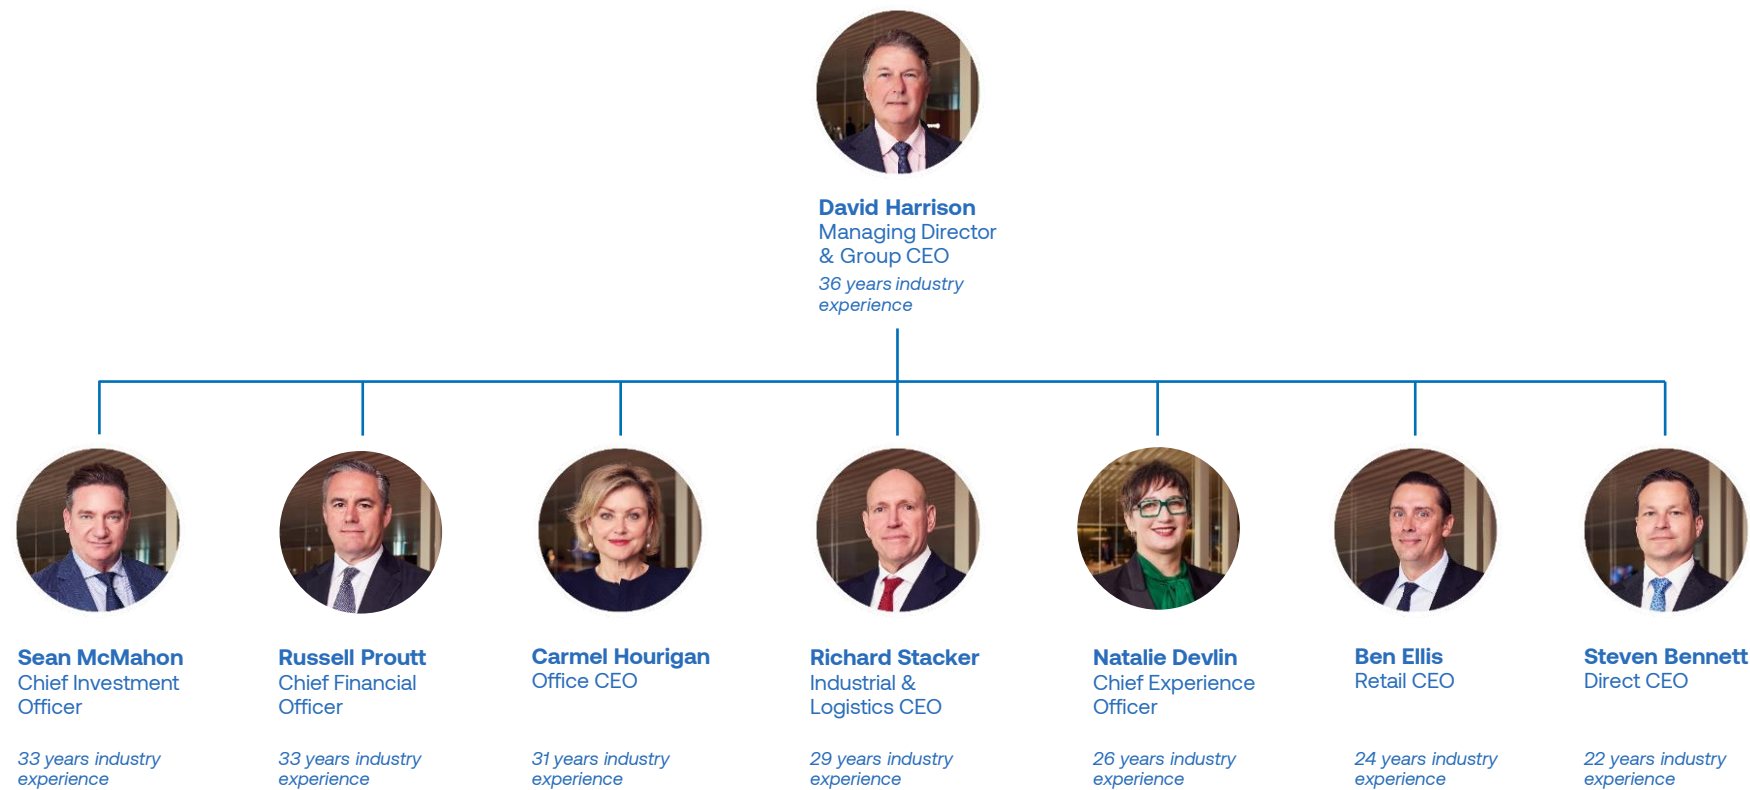 David Harrison
Managing Director
& Group CEO
36 years industry
experience
Sean McMahon
Chief Investment
Officer
33 years industry
experience
Russell Proutt
Chief Financial
Officer
33 years industry
experience
Carmel Hourigan
Office CEO
31 years industry
experience
Richard Stacker
Industrial &
Logistics CEO
29 years industry
experience
Natalie Devlin
Chief Experience
Officer
26 years industry
experience
Ben Ellis
Retail CEO
24 years industry
experience
Steven Bennett
Direct CEO
22 years industry
experience